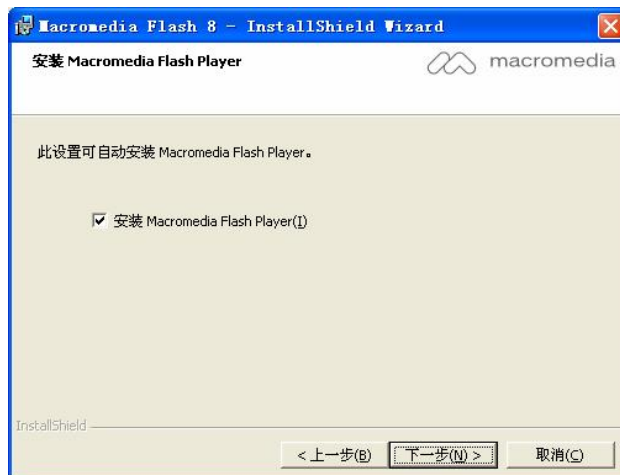 Macromedia Flash 8 - InstallShield Wizard
安装 Macromedia Flash Player
macromedia
此设置可自动安装 Macromedia Flash Player。
安装 Macromedia Flash Player(I)
InstallShield
< 上一步(B) 下一步(N) > 取消(C)